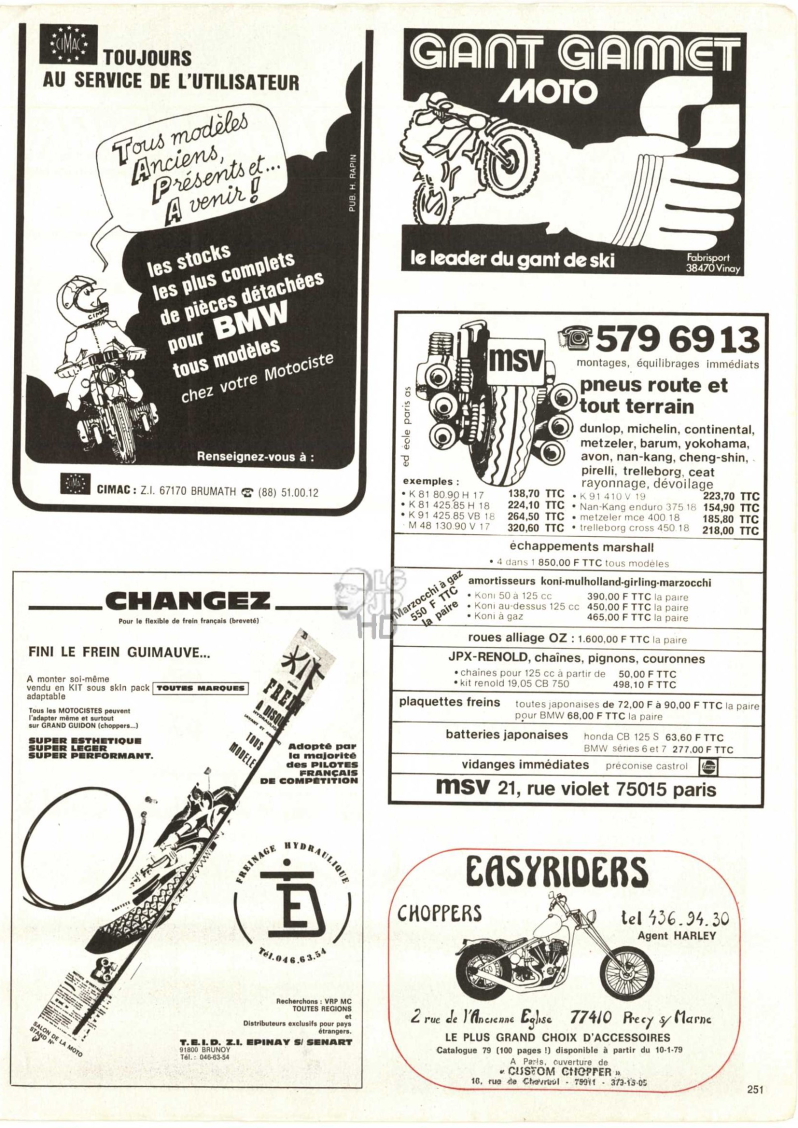 CIMAC
TOUJOURS
AU SERVICE DE L'UTILISATEUR
Tous modèles
Anciens,
Présents et...
A venir !
PUB. H. RAPIN
les stocks
les plus complets
de pièces détachées
pour BMW
tous modèles
chez votre Motociste
CIMAC
Renseignez-vous à :
CIMAC : Z.I. 67170 BRUMATH ☎ (88) 51.00.12
GANT GAMET
MOTO
le leader du gant de ski
Fabrisport
38470 Vinay
msv
☎ 579 69 13
montages, équilibrages immédiats
pneus route et
tout terrain
dunlop, michelin, continental,
metzeler, barum, yokohama,
avon, nan-kang, cheng-shin,
pirelli, trelleborg, ceat
rayonnage, dévoilage
ed éole paris as
exemples :
• K 81 80.90 H 17 138,70 TTC
• K 81 425.85 H 18 224,10 TTC
• K 91 425.85 VB 18 264,50 TTC
M 48 130.90 V 17 320,60 TTC
• K 91 410 V 19 223,70 TTC
• Nan-Kang enduro 375 18 154,90 TTC
• metzeler mce 400.18 185,80 TTC
• trelleborg cross 450.18 218,00 TTC
échappements marshall
• 4 dans 1 850.00 F TTC tous modèles
Marzocchi à gaz
550 F TTC
la paire
amortisseurs koni-mulholland-girling-marzocchi
• Koni 50 à 125 cc 390.00 F TTC la paire
• Koni au-dessus 125 cc 450.00 F TTC la paire
• Koni à gaz 465.00 F TTC la paire
roues alliage OZ : 1.600,00 F TTC la paire
JPX-RENOLD, chaînes, pignons, couronnes
• chaînes pour 125 cc à partir de 50,00 F TTC
• kit renold 19,05 CB 750 498,10 F TTC
plaquettes freins toutes japonaises de 72,00 F à 90,00 F TTC la paire
pour BMW 68,00 F TTC la paire
batteries japonaises honda CB 125 S 63.60 F TTC
BMW séries 6 et 7 277.00 F TTC
vidanges immédiates préconise castrol
msv 21, rue violet 75015 paris
CHANGEZ
Pour le flexible de frein français (breveté)
FINI LE FREIN GUIMAUVE...
A monter soi-même
vendu en KIT sous skin pack TOUTES MARQUES
adaptable
Tous les MOTOCISTES peuvent
l'adapter même et surtout
sur GRAND GUIDON (choppers...)
SUPER ESTHETIQUE
SUPER LEGER
SUPER PERFORMANT.
KIT
FREIN
A DISQUE
TOUS
MODELE
Adopté par
la majorité
des PILOTES
FRANÇAIS
DE COMPÉTITION
FREINAGE HYDRAULIQUE
Tél.046.63.54
SALON DE LA MOTO
STAND N°
Recherchons : VRP MC
TOUTES REGIONS
et
Distributeurs exclusifs pour pays
étrangers.
T.E.I.D. Z.I. EPINAY S/ SENART
91800 BRUNOY
Tél. : 046-63-54
LG
JP
HD
EASYRIDERS
CHOPPERS
tel 436.94.30
Agent HARLEY
2 rue de l'Ancienne Eglise 77410 Precy s/ Marne
LE PLUS GRAND CHOIX D'ACCESSOIRES
Catalogue 79 (100 pages !) disponible à partir du 10-1-79
A Paris, ouverture de
« CUSTOM CHOPPER »
251